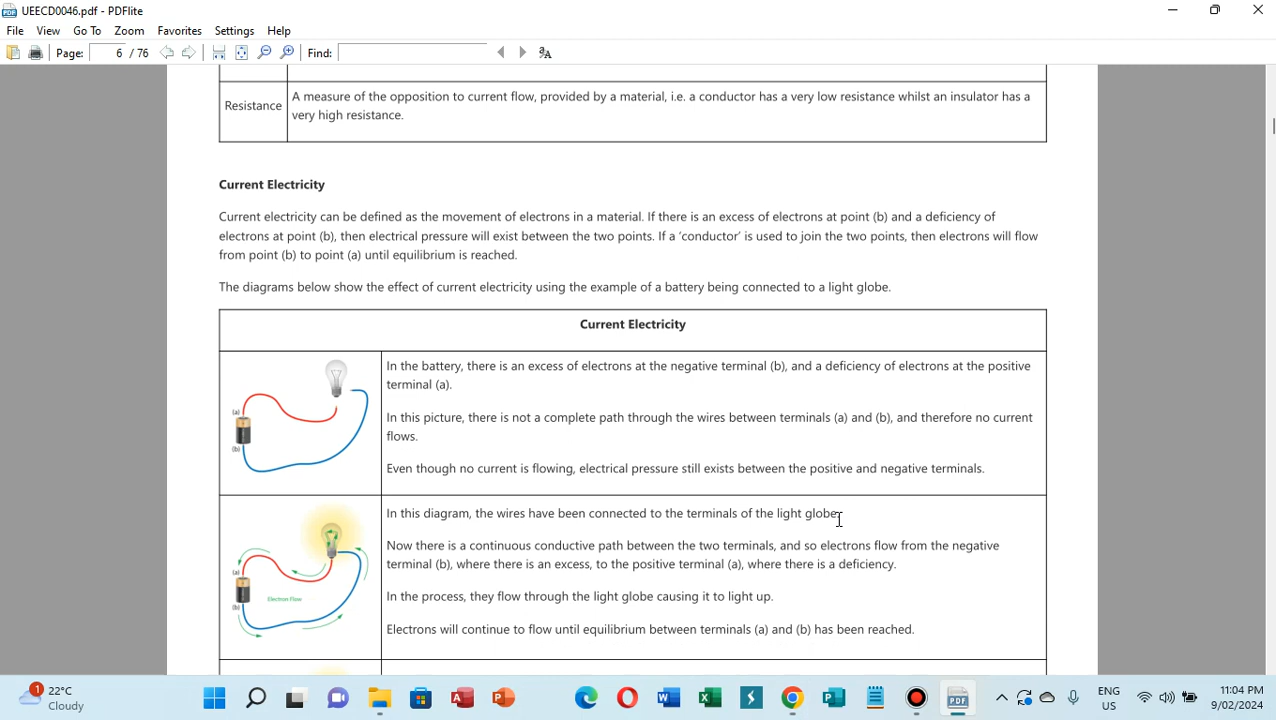 UEECD0046.pdf - PDFlite
File View Go To Zoom Favorites Settings Help
Page: 6 / 76 Find:
Resistance
A measure of the opposition to current flow, provided by a material, i.e. a conductor has a very low resistance whilst an insulator has a
very high resistance.
Current Electricity
Current electricity can be defined as the movement of electrons in a material. If there is an excess of electrons at point (b) and a deficiency of
electrons at point (b), then electrical pressure will exist between the two points. If a ‘conductor’ is used to join the two points, then electrons will flow
from point (b) to point (a) until equilibrium is reached.
The diagrams below show the effect of current electricity using the example of a battery being connected to a light globe.
Current Electricity
(a)
(b)
In the battery, there is an excess of electrons at the negative terminal (b), and a deficiency of electrons at the positive
terminal (a).
In this picture, there is not a complete path through the wires between terminals (a) and (b), and therefore no current
flows.
Even though no current is flowing, electrical pressure still exists between the positive and negative terminals.
(a)
Electron Flow
(b)
In this diagram, the wires have been connected to the terminals of the light globe.
Now there is a continuous conductive path between the two terminals, and so electrons flow from the negative
terminal (b), where there is an excess, to the positive terminal (a), where there is a deficiency.
In the process, they flow through the light globe causing it to light up.
Electrons will continue to flow until equilibrium between terminals (a) and (b) has been reached.
1
22°C
Cloudy
ENG
US
11:04 PM
9/02/2024